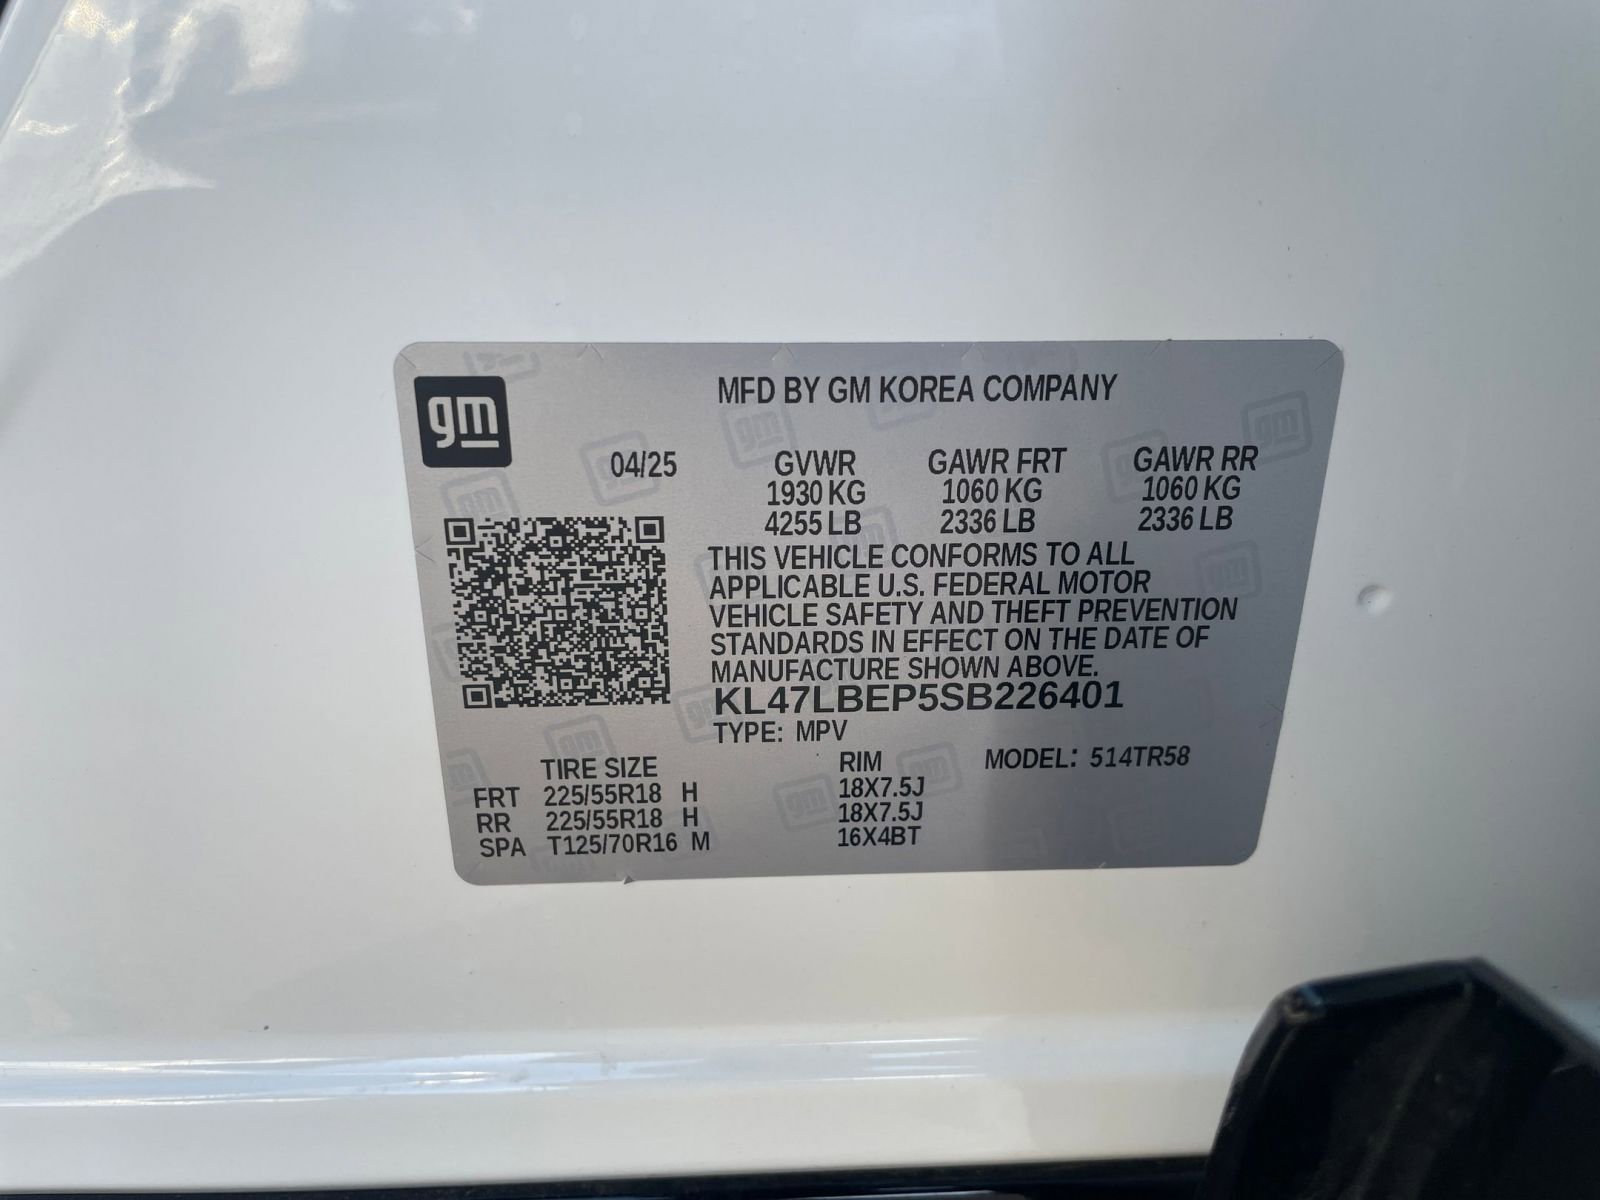 gm
MFD BY GM KOREA COMPANY
04/25 GVWR GAWR FRT GAWR RR
1930 KG 1060 KG 1060 KG
4255 LB 2336 LB 2336 LB
THIS VEHICLE CONFORMS TO ALL
APPLICABLE U.S. FEDERAL MOTOR
VEHICLE SAFETY AND THEFT PREVENTION
STANDARDS IN EFFECT ON THE DATE OF
MANUFACTURE SHOWN ABOVE.
KL47LBEP5SB226401
TYPE: MPV
TIRE SIZE RIM MODEL: 514TR58
FRT 225/55R18 H 18X7.5J
RR 225/55R18 H 18X7.5J
SPA T125/70R16 M 16X4BT